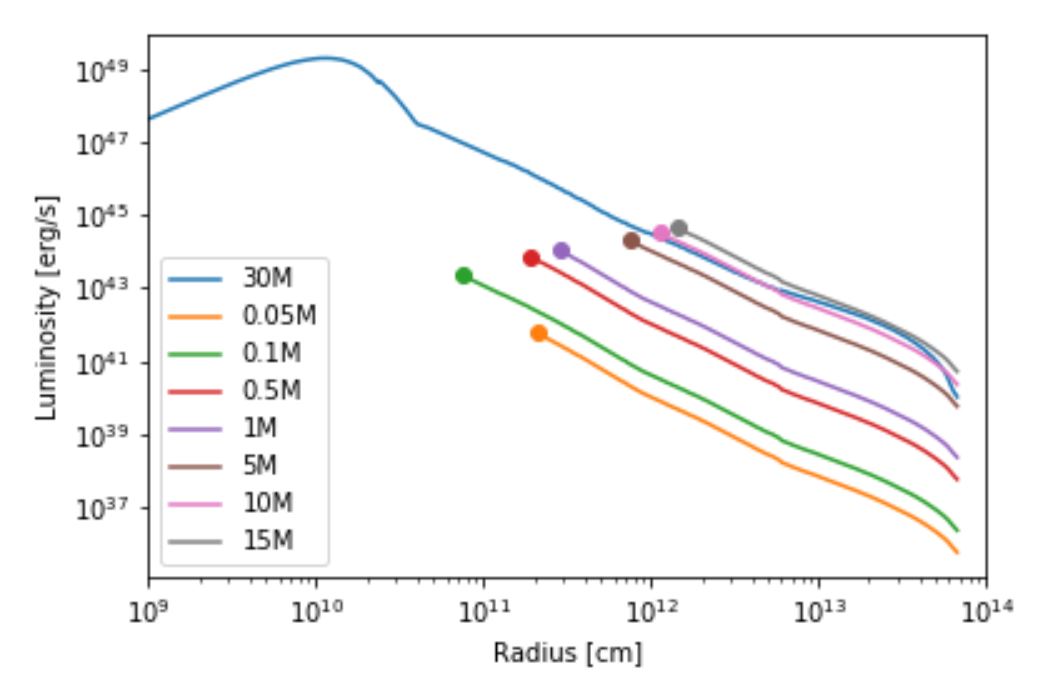 Luminosity [erg/s]
10⁴⁹
10⁴⁷
10⁴⁵
10⁴³
10⁴¹
10³⁹
10³⁷
30M
0.05M
0.1M
0.5M
1M
5M
10M
15M
10⁹ 10¹⁰ 10¹¹ 10¹² 10¹³ 10¹⁴
Radius [cm]